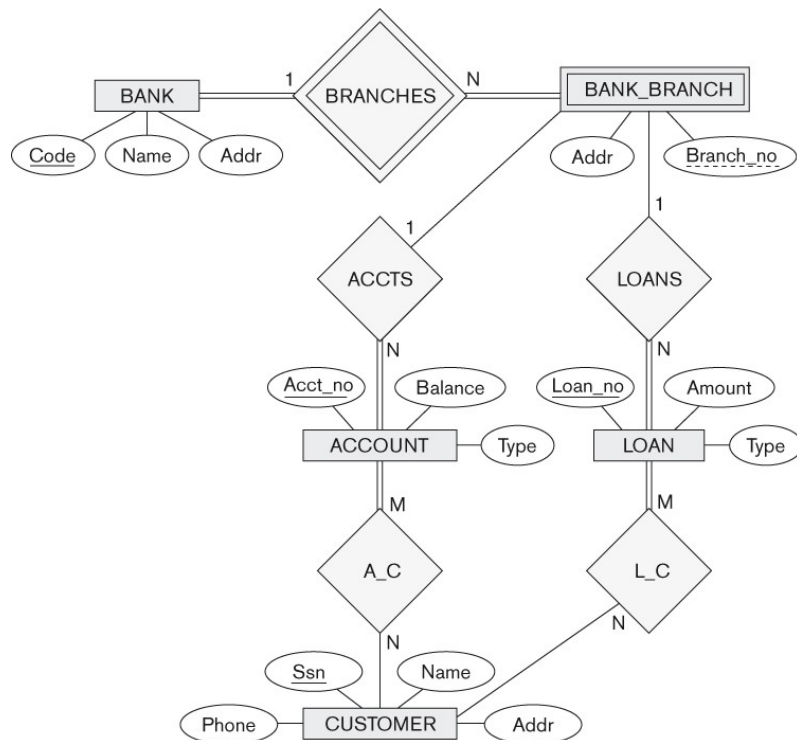 1 N
BANK BRANCHES BANK_BRANCH
Code Name Addr Addr Branch_no
1 1
ACCTS LOANS
N N
Acct_no Balance Loan_no Amount
ACCOUNT Type LOAN Type
M M
A_C L_C
N N
Ssn Name
Phone CUSTOMER Addr